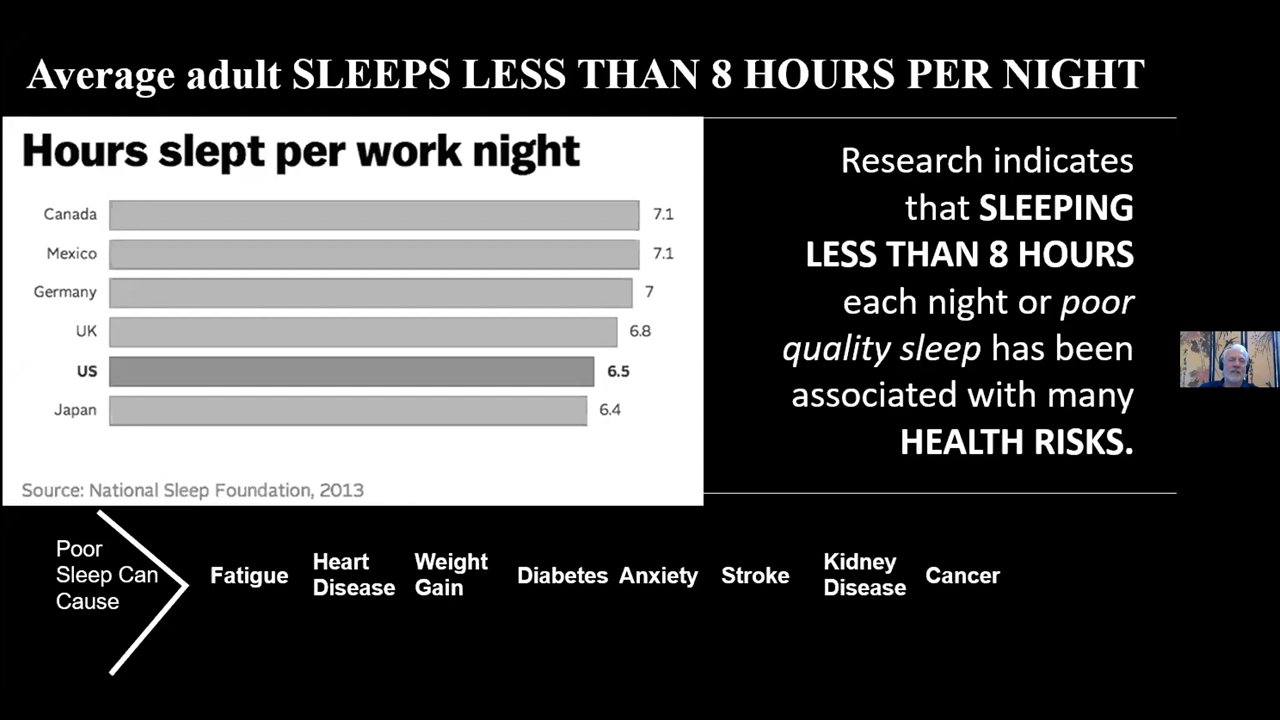 Average adult SLEEPS LESS THAN 8 HOURS PER NIGHT
Hours slept per work night
Canada 7.1
Mexico 7.1
Germany 7
UK 6.8
US 6.5
Japan 6.4
Source: National Sleep Foundation, 2013
Research indicates
that SLEEPING
LESS THAN 8 HOURS
each night or poor
quality sleep has been
associated with many
HEALTH RISKS.
Poor
Sleep Can
Cause
Fatigue
Heart
Disease
Weight
Gain
Diabetes
Anxiety
Stroke
Kidney
Disease
Cancer